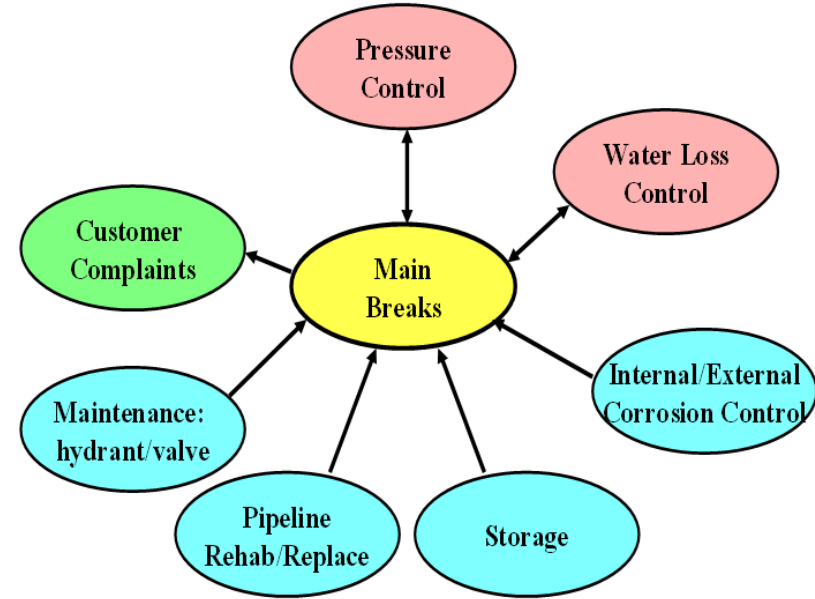 Pressure
Control
Water Loss
Control
Customer
Complaints
Main
Breaks
Internal/External
Corrosion Control
Maintenance:
hydrant/valve
Pipeline
Rehab/Replace
Storage